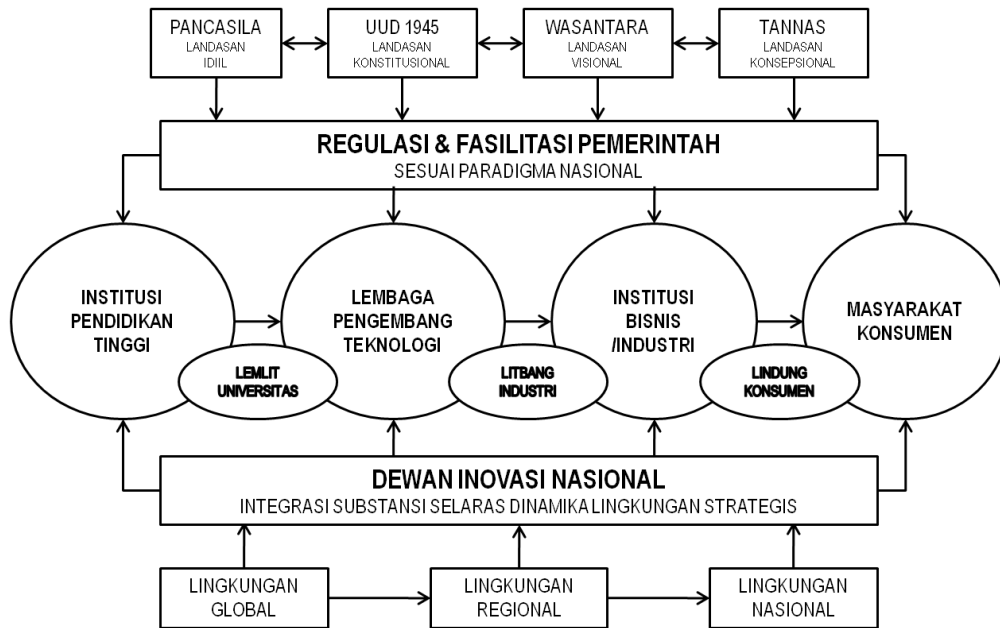 PANCASILA
LANDASAN
IDIIL
UUD 1945
LANDASAN
KONSTITUSIONAL
WASANTARA
LANDASAN
VISIONAL
TANNAS
LANDASAN
KONSEPSIONAL
REGULASI & FASILITASI PEMERINTAH
SESUAI PARADIGMA NASIONAL
INSTITUSI
PENDIDIKAN
TINGGI
LEMBAGA
PENGEMBANG
TEKNOLOGI
INSTITUSI
BISNIS
/INDUSTRI
MASYARAKAT
KONSUMEN
LEMLIT
UNIVERSITAS
LITBANG
INDUSTRI
LINDUNG
KONSUMEN
DEWAN INOVASI NASIONAL
INTEGRASI SUBSTANSI SELARAS DINAMIKA LINGKUNGAN STRATEGIS
LINGKUNGAN
GLOBAL
LINGKUNGAN
REGIONAL
LINGKUNGAN
NASIONAL